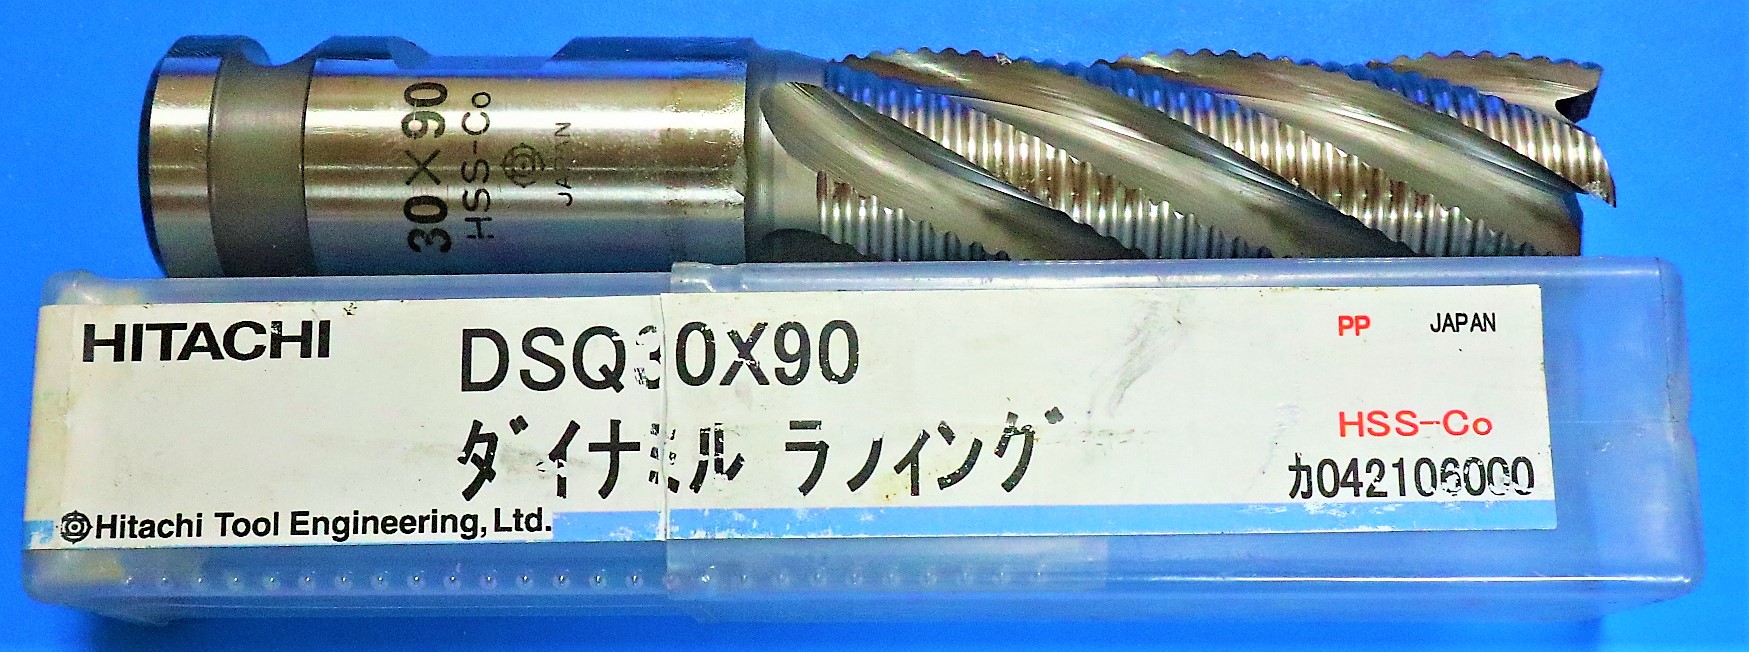 30×90
HSS-Co
JAPAN
HITACHI
DSQ30X90
PP
JAPAN
ダイナミル ラフィング
HSS-Co
カ042106000
Hitachi Tool Engineering,Ltd.